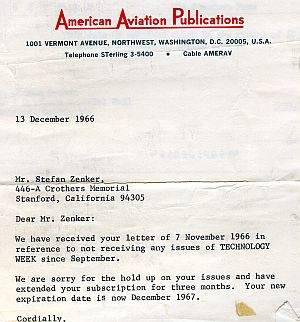 American Aviation Publications
1001 VERMONT AVENUE, NORTHWEST, WASHINGTON, D.C. 20005, U.S.A.
Telephone STerling 3-5400 • Cable AMERAV
13 December 1966
Mr. Stefan Zenker,
446-A Crothers Memorial
Stanford, California 94305
Dear Mr. Zenker:
We have received your letter of 7 November 1966 in
reference to not receiving any issues of TECHNOLOGY
WEEK since September.
We are sorry for the hold up on your issues and have
extended your subscription for three months. Your new
expiration date is now December 1967.
Cordially,